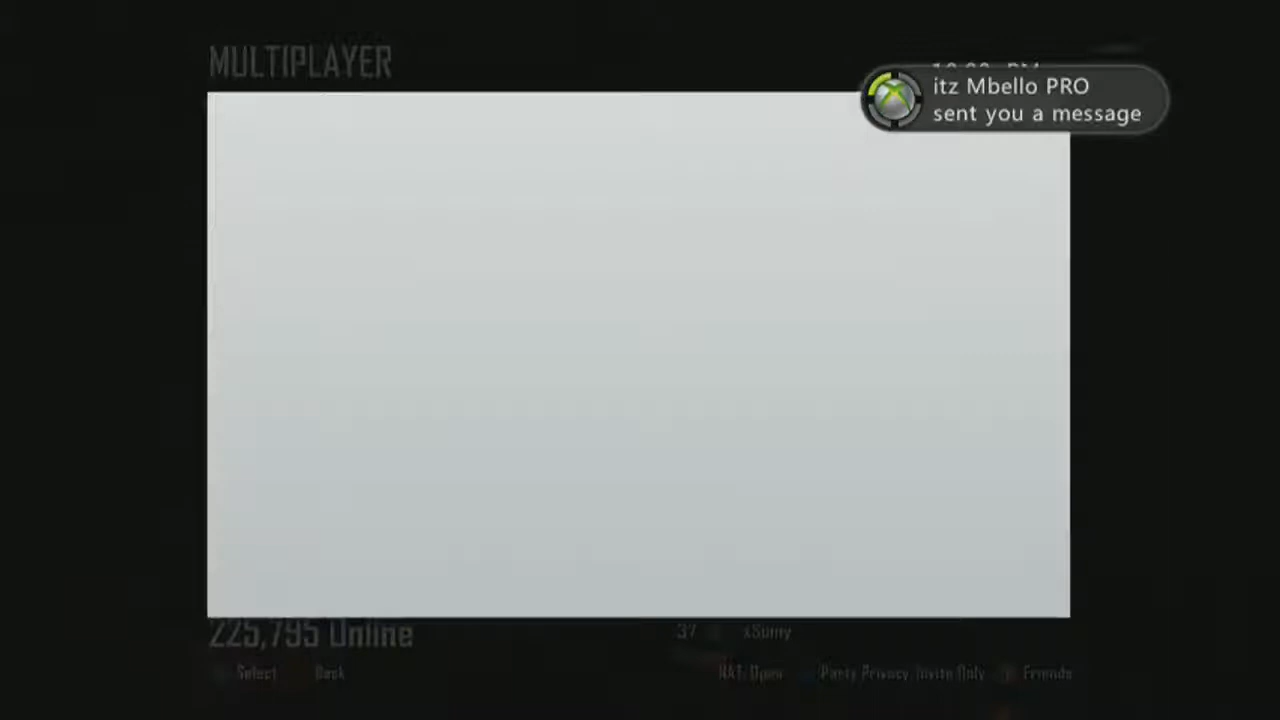 MULTIPLAYER
itz Mbello PRO
sent you a message
225,795 Online
37
Select Back NAT: Open Party Privacy: Invite Only Friends